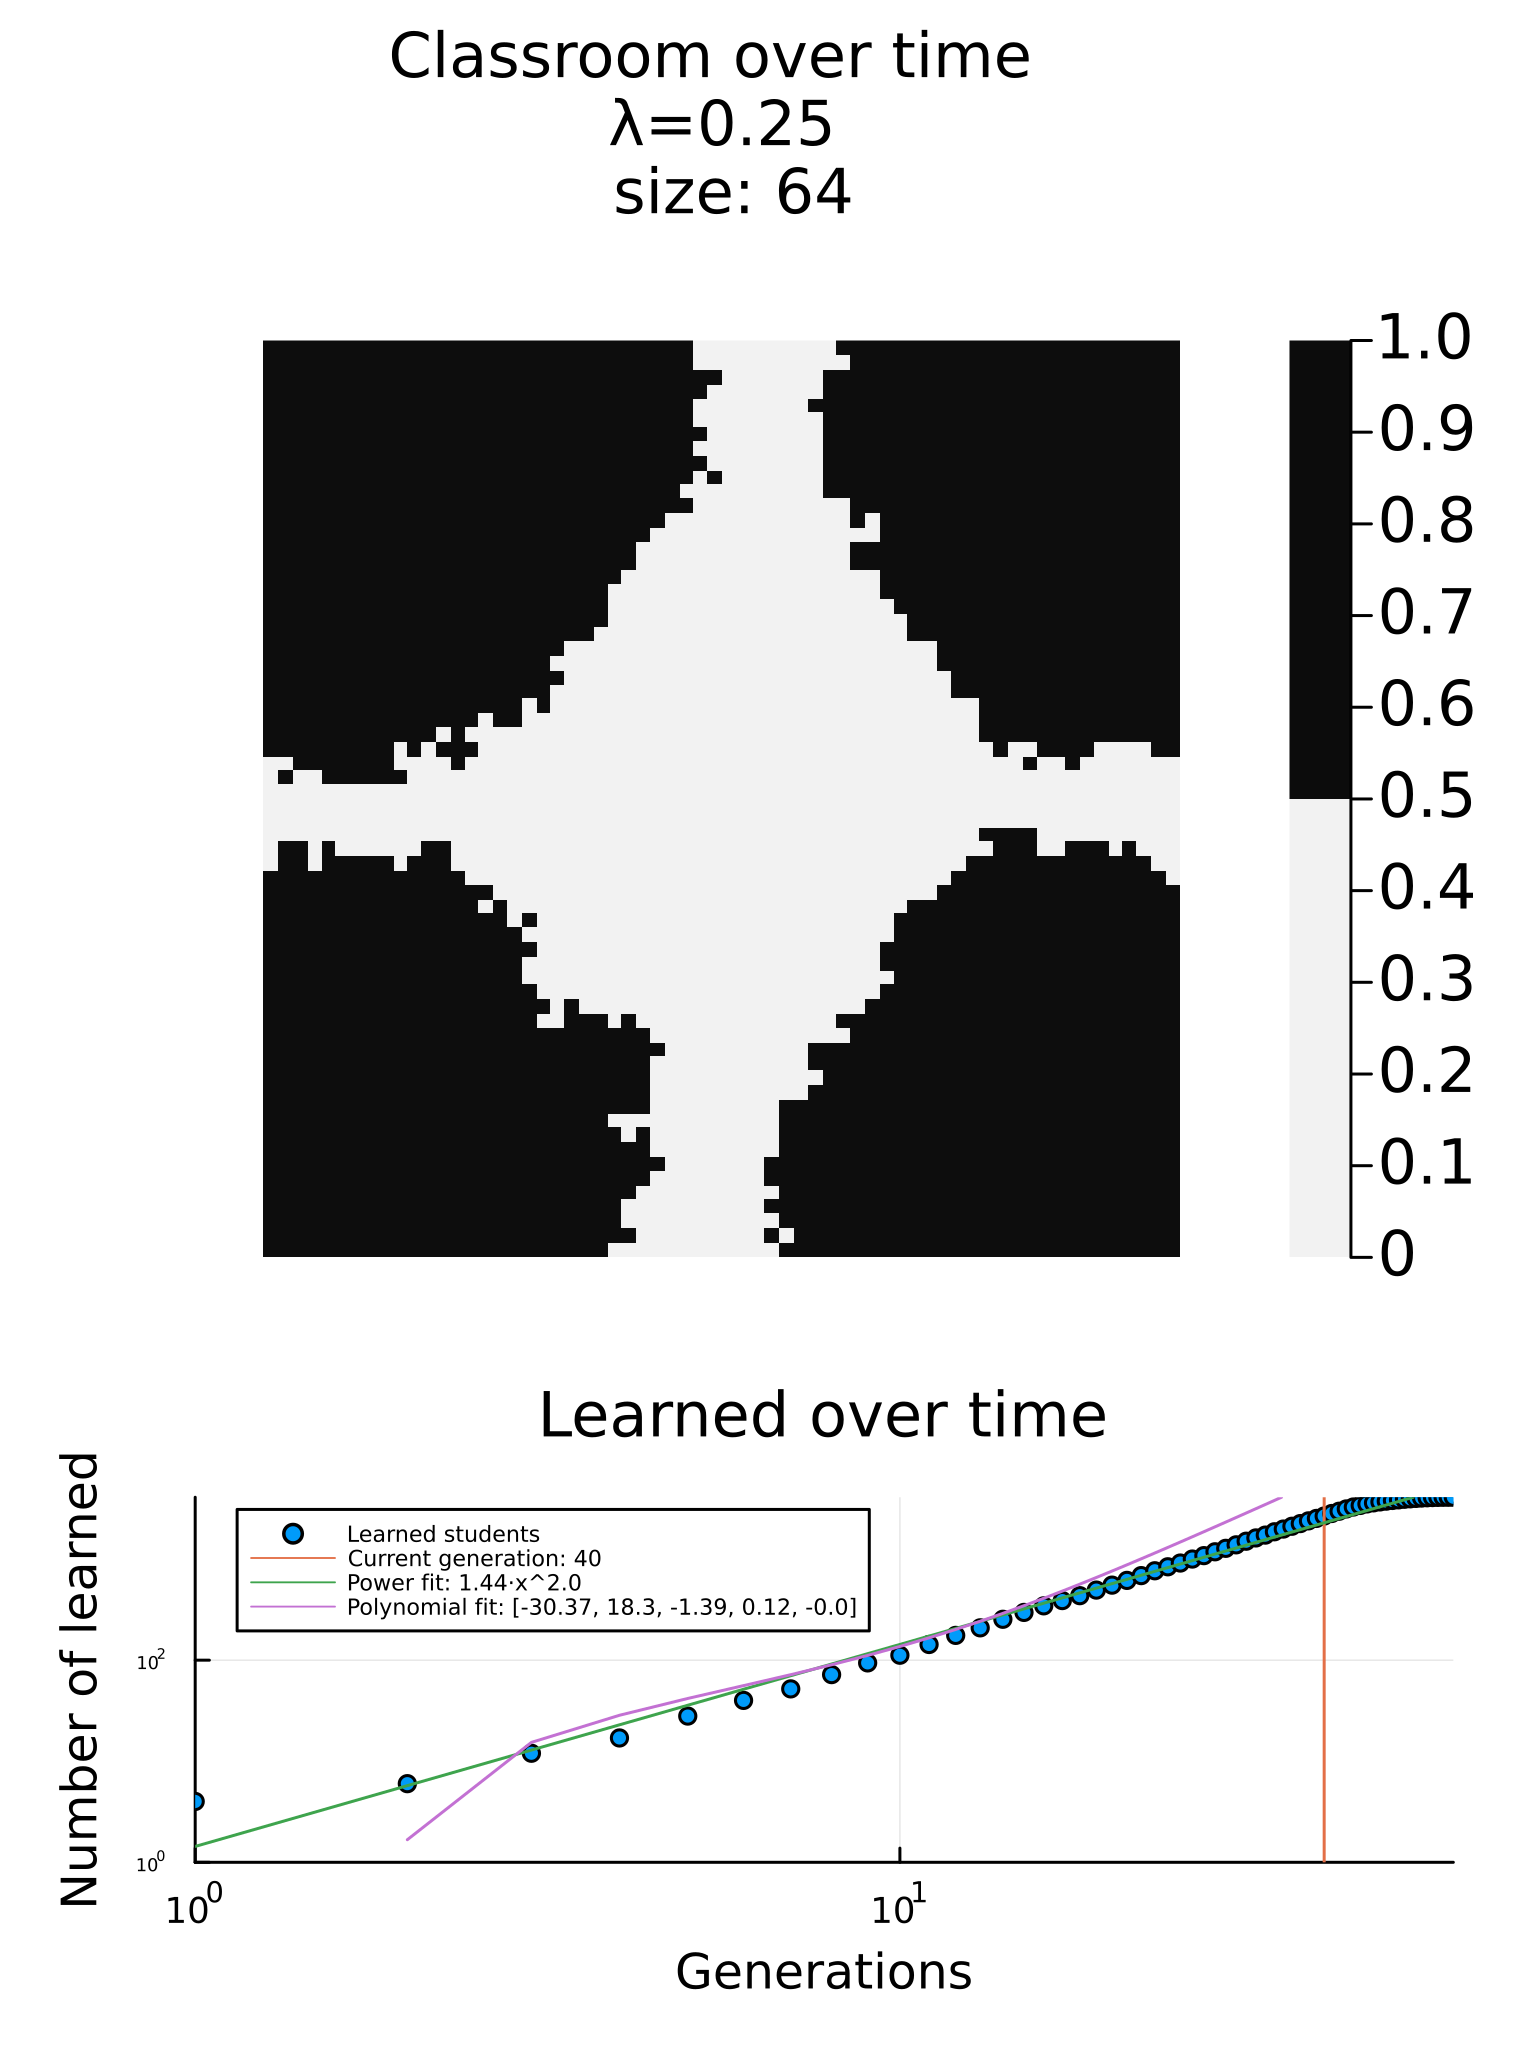 Classroom over time
λ=0.25
size: 64
1.0
0.9
0.8
0.7
0.6
0.5
0.4
0.3
0.2
0.1
0
Learned over time
Number of learned
Learned students
Current generation: 40
Power fit: 1.44·x^2.0
Polynomial fit: [-30.37, 18.3, -1.39, 0.12, -0.0]
10²
10⁰
10⁰ 10¹
Generations